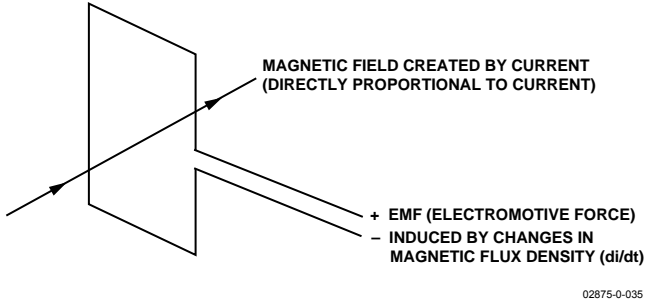 MAGNETIC FIELD CREATED BY CURRENT
(DIRECTLY PROPORTIONAL TO CURRENT)
+ EMF (ELECTROMOTIVE FORCE)
– INDUCED BY CHANGES IN
MAGNETIC FLUX DENSITY (di/dt)
02875-0-035